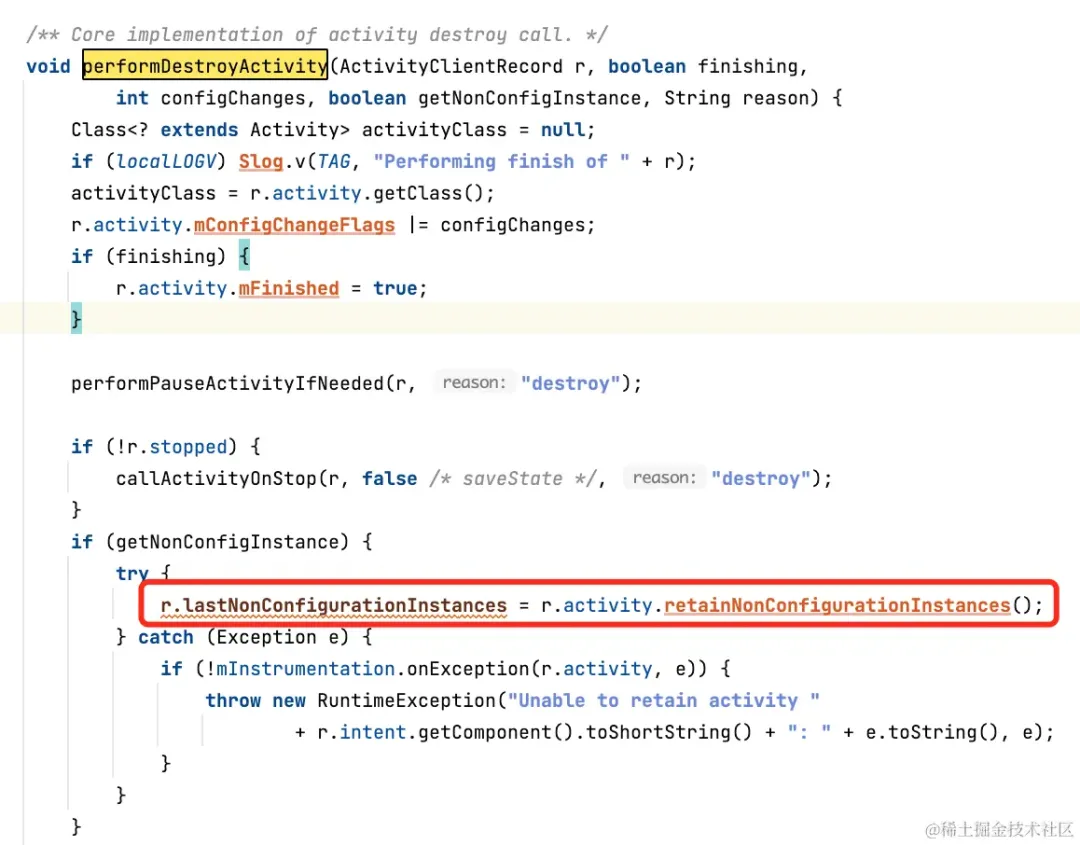 /** Core implementation of activity destroy call. */
void performDestroyActivity(ActivityClientRecord r, boolean finishing,
        int configChanges, boolean getNonConfigInstance, String reason) {
    Class<? extends Activity> activityClass = null;
    if (localLOGV) Slog.v(TAG, "Performing finish of " + r);
    activityClass = r.activity.getClass();
    r.activity.mConfigChangeFlags |= configChanges;
    if (finishing) {
        r.activity.mFinished = true;
    }
    performPauseActivityIfNeeded(r, reason: "destroy");
    if (!r.stopped) {
        callActivityOnStop(r, false /* saveState */, reason: "destroy");
    }
    if (getNonConfigInstance) {
        try {
            r.lastNonConfigurationInstances = r.activity.retainNonConfigurationInstances();
        } catch (Exception e) {
            if (!mInstrumentation.onException(r.activity, e)) {
                throw new RuntimeException("Unable to retain activity "
                        + r.intent.getComponent().toShortString() + ": " + e.toString(), e);
            }
        }
    }
@稀土掘金技术社区